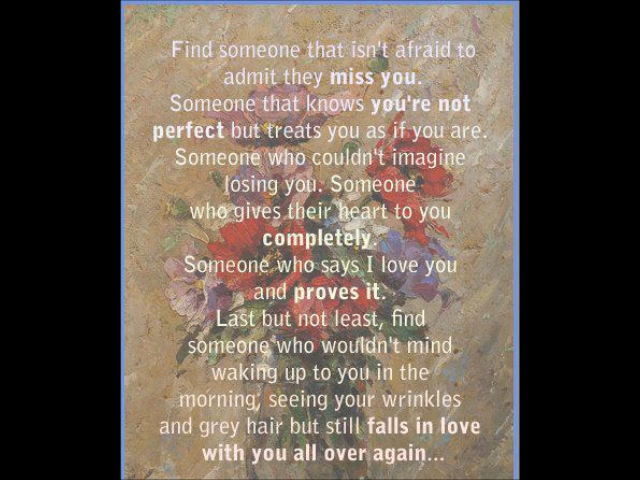 Find someone that isn't afraid to
admit they miss you.
Someone that knows you're not
perfect but treats you as if you are.
Someone who couldn't imagine
losing you. Someone
who gives their heart to you
completely.
Someone who says I love you
and proves it.
Last but not least, find
someone who wouldn't mind
waking up to you in the
morning, seeing your wrinkles
and grey hair but still falls in love
with you all over again...